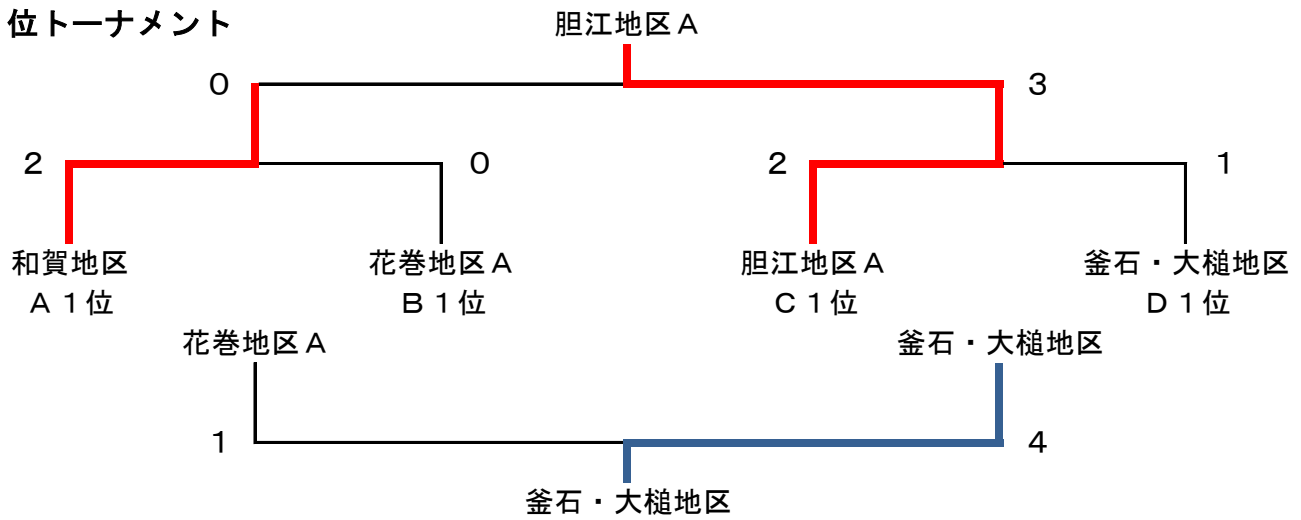 位トーナメント
胆江地区Ａ
０ ３
２ ０ ２ １
和賀地区 花巻地区Ａ 胆江地区Ａ 釜石・大槌地区
Ａ１位 Ｂ１位 Ｃ１位 Ｄ１位
花巻地区Ａ 釜石・大槌地区
１ ４
釜石・大槌地区